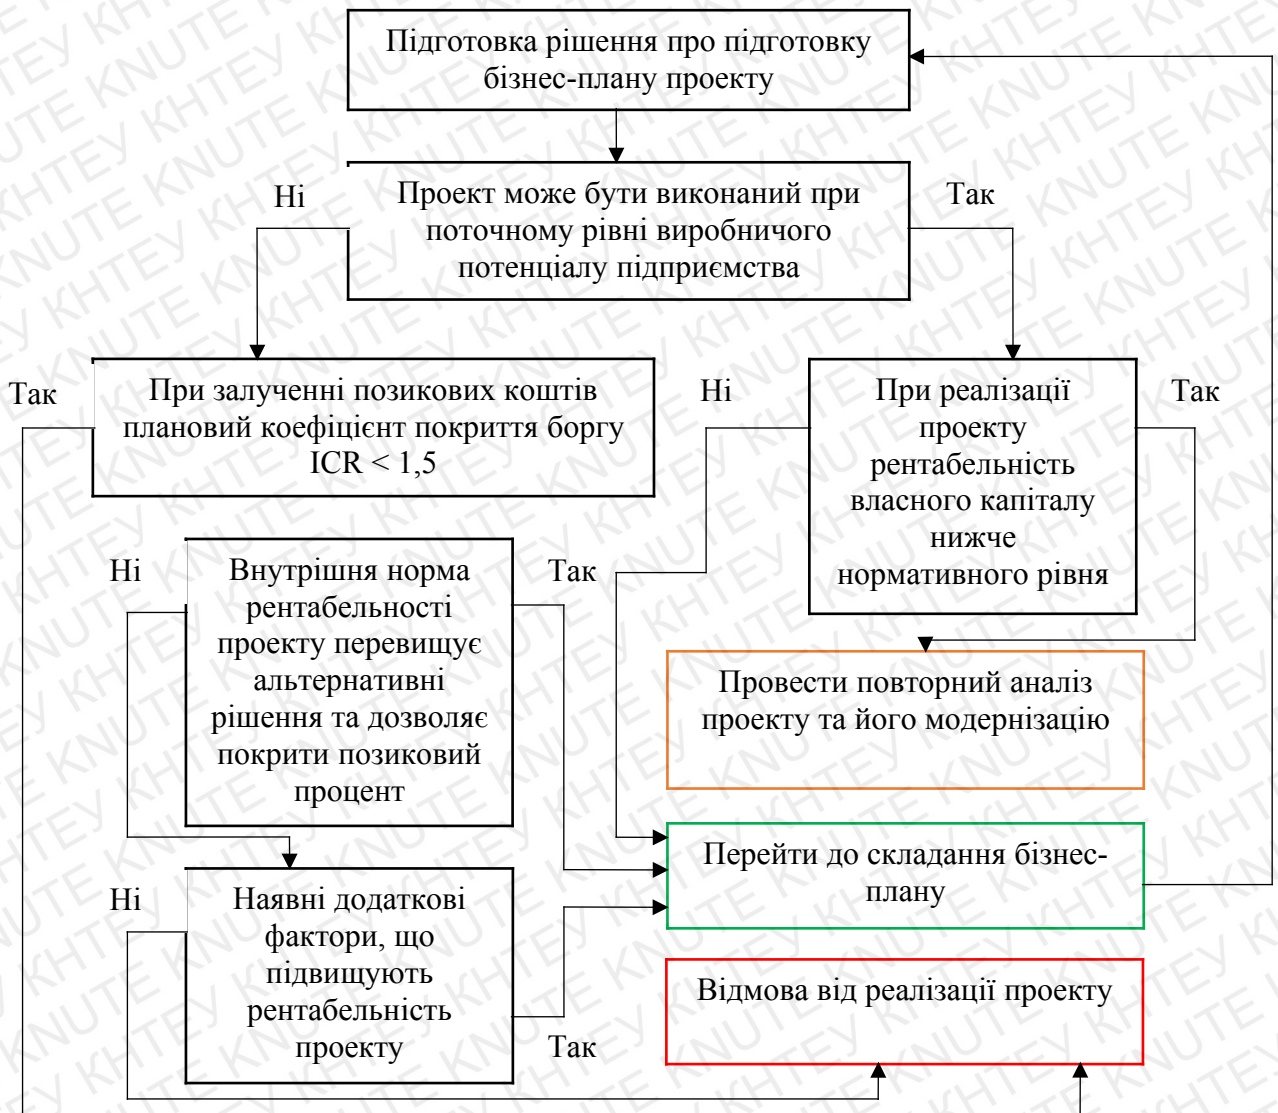 Підготовка рішення про підготовку
бізнес-плану проекту
Ні
Проект може бути виконаний при
поточному рівні виробничого
потенціалу підприємства
Так
Так
При залученні позикових коштів
плановий коефіцієнт покриття боргу
ICR < 1,5
Ні
При реалізації
проекту
рентабельність
власного капіталу
нижче
нормативного рівня
Так
Ні
Внутрішня норма
рентабельності
проекту перевищує
альтернативні
рішення та дозволяє
покрити позиковий
процент
Так
Провести повторний аналіз
проекту та його модернізацію
Перейти до складання бізнес-
плану
Ні
Наявні додаткові
фактори, що
підвищують
рентабельність
проекту
Так
Відмова від реалізації проекту